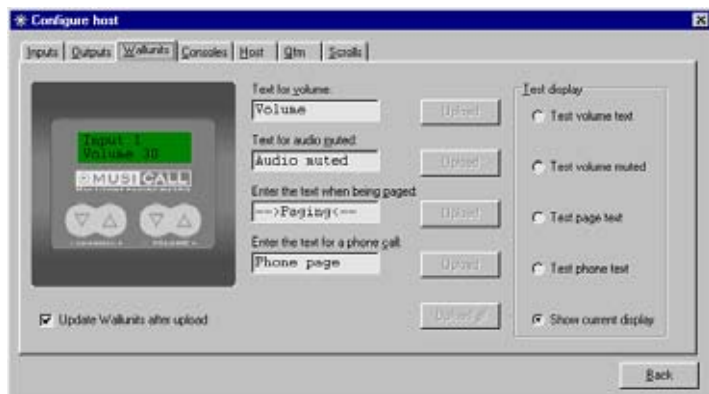 Configure host
Inputs Outputs Wallunits Consoles Host Qtm Scrolls
Text for volume:
Volume
Upload
Text for audio muted:
Audio muted
Upload
Enter the text when being paged:
-->Paging<--
Upload
Enter the text for a phone call:
Phone page
Upload
Input 1
Volume 30
MUSICALL
VOLUME
Update Wallunits after upload
Upload
Test display
Test volume text
Test volume muted
Test page text
Test phone text
Show current display
Back